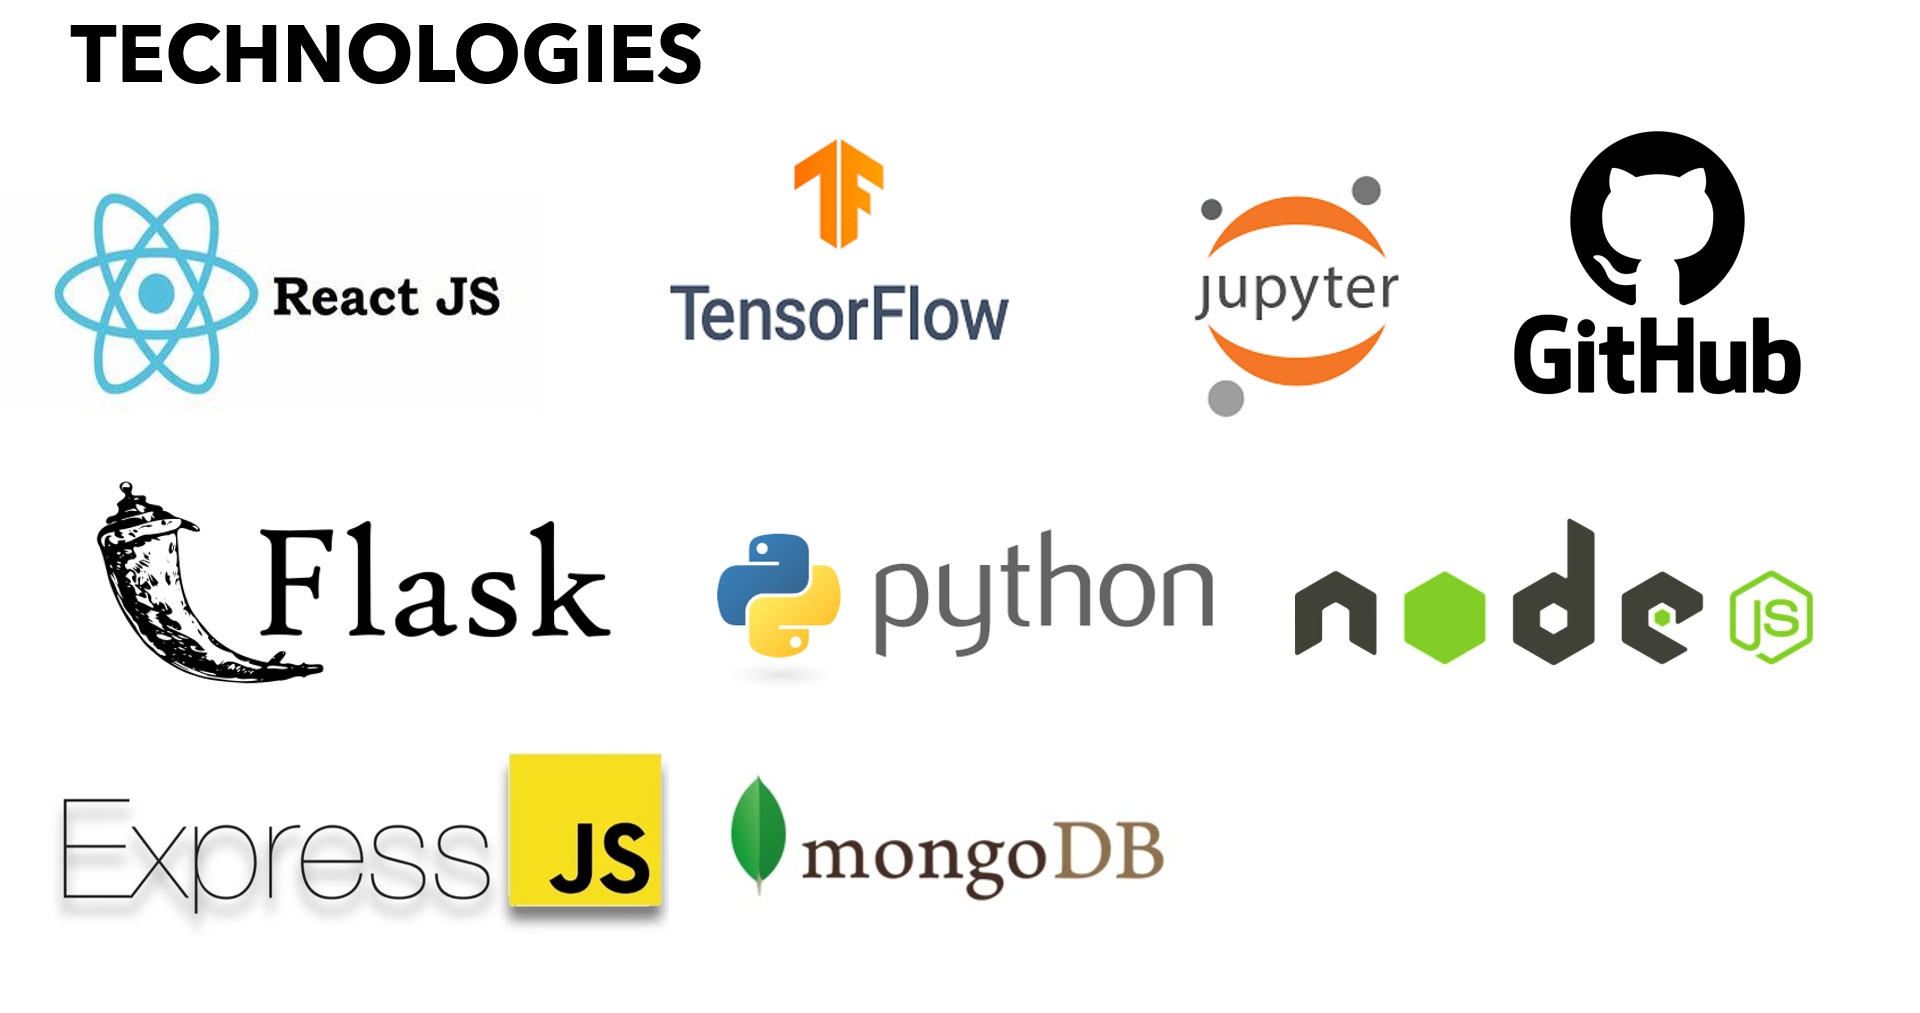 TECHNOLOGIES
React JS
TensorFlow
jupyter
GitHub
Flask
python
node JS
Express JS
mongoDB